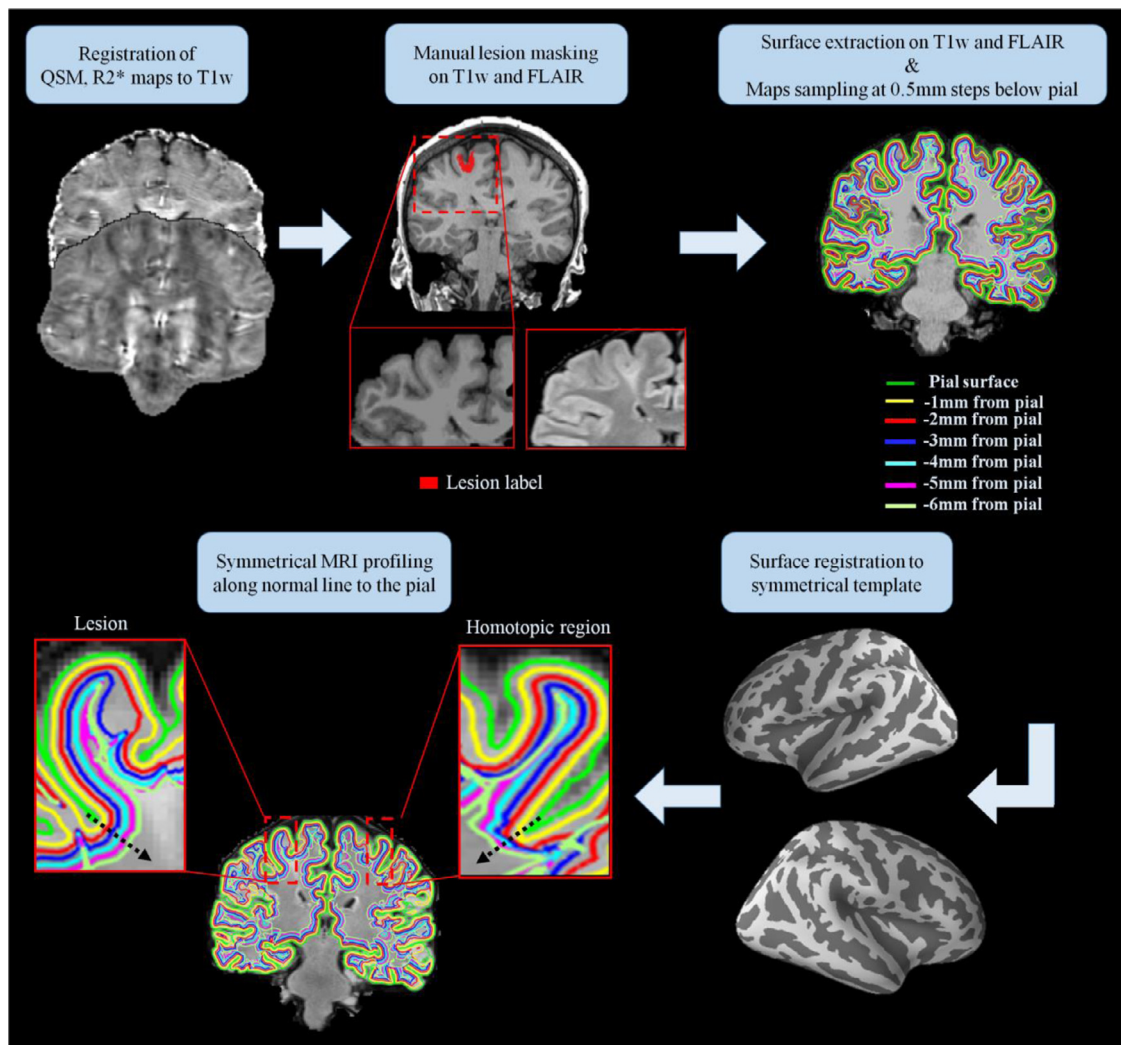 Registration of
QSM, R2* maps to T1w
Manual lesion masking
on T1w and FLAIR
Surface extraction on T1w and FLAIR
&
Maps sampling at 0.5mm steps below pial
Lesion label
Pial surface
-1mm from pial
-2mm from pial
-3mm from pial
-4mm from pial
-5mm from pial
-6mm from pial
Symmetrical MRI profiling
along normal line to the pial
Surface registration to
symmetrical template
Lesion
Homotopic region